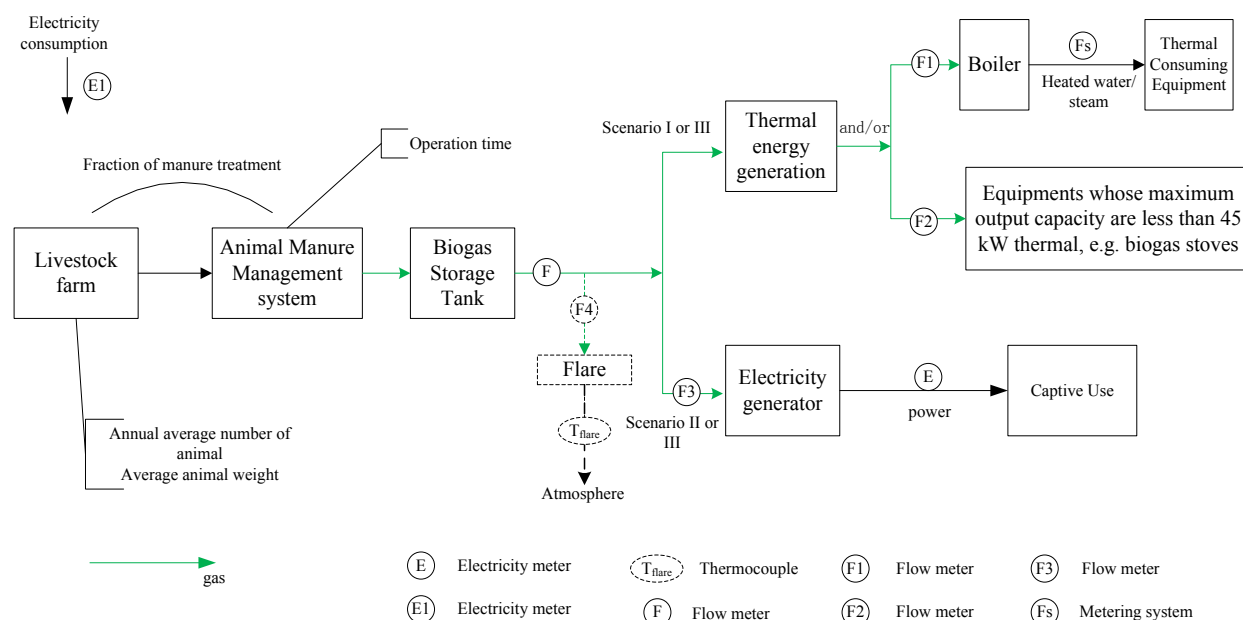 Electricity
consumption
E1
Fraction of manure treatment
Operation time
Livestock
farm
Animal Manure
Management
system
Biogas
Storage
Tank
F
F4
Flare
Tflare
Atmosphere
Annual average number of
animal
Average animal weight
Scenario I or III
Thermal
energy
generation
and/or
F1
Boiler
Fs
Heated water/
steam
Thermal
Consuming
Equipment
F2
Equipments whose maximum
output capacity are less than 45
kW thermal, e.g. biogas stoves
F3
Scenario II or
III
Electricity
generator
E
power
Captive Use
gas
E Electricity meter
Tflare Thermocouple
F1 Flow meter
F3 Flow meter
E1 Electricity meter
F Flow meter
F2 Flow meter
Fs Metering system